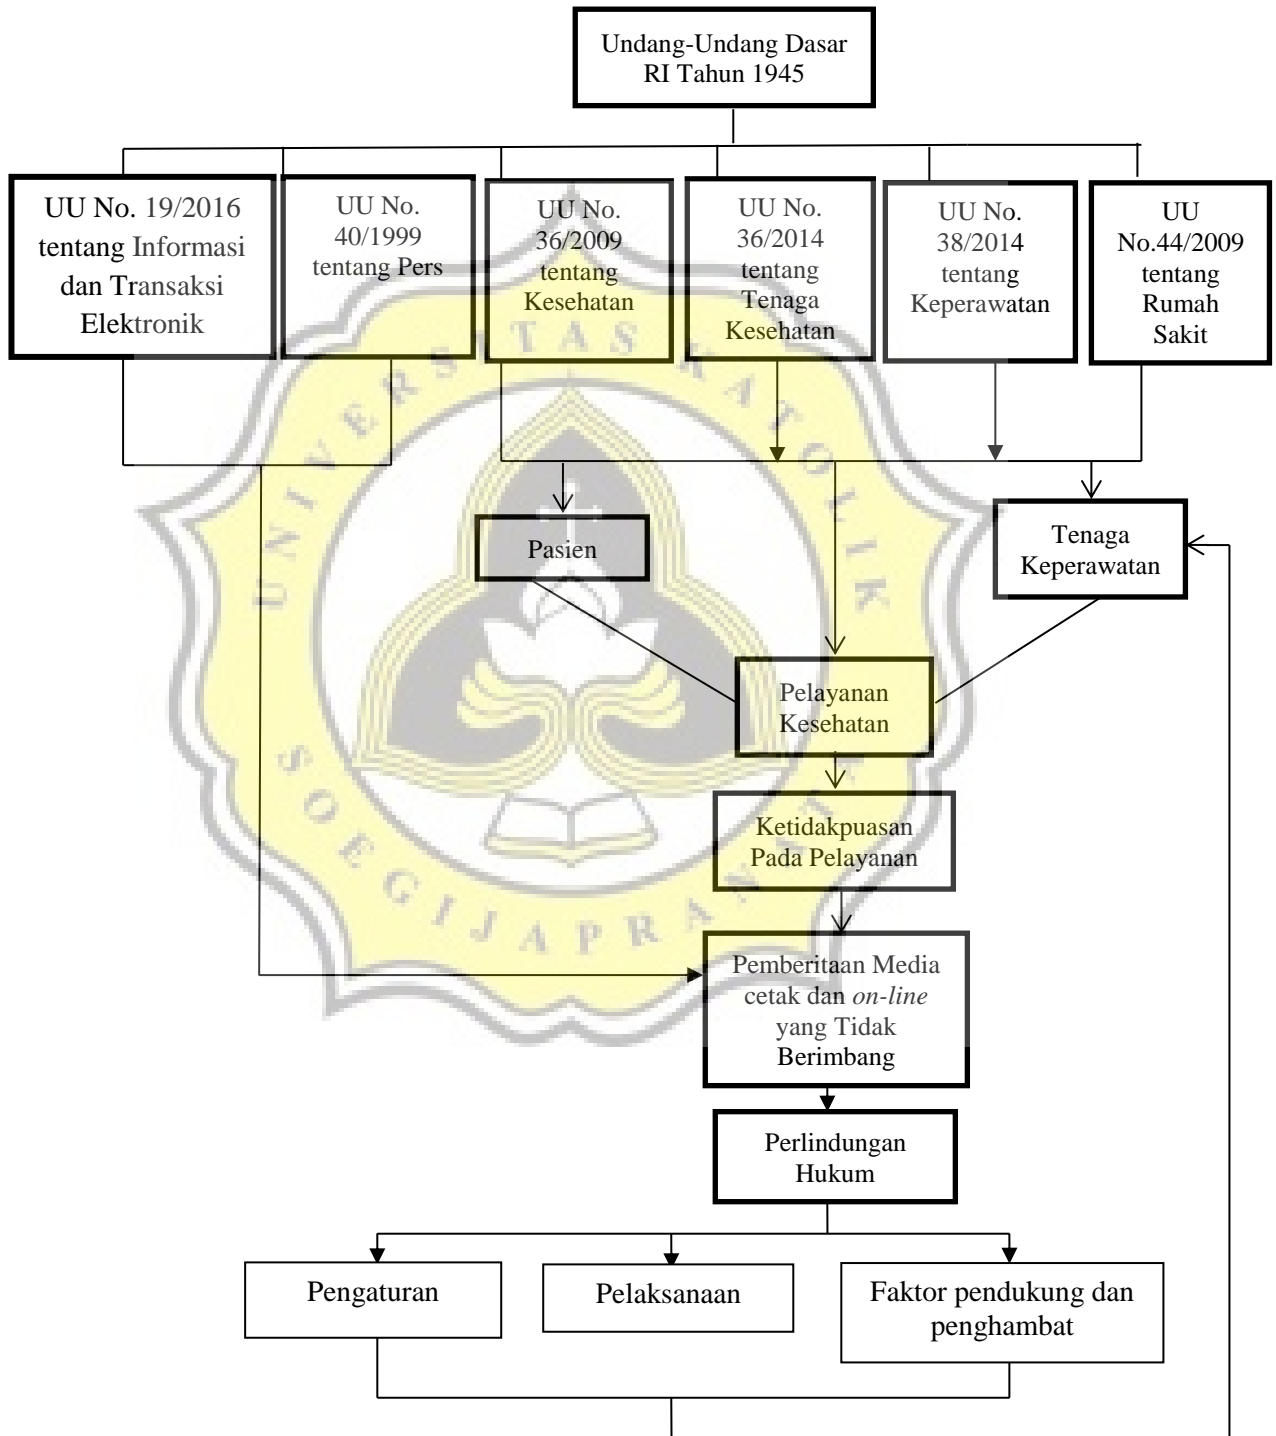 Undang-Undang Dasar
RI Tahun 1945
UU No. 19/2016
tentang Informasi
dan Transaksi
Elektronik
UU No.
40/1999
tentang Pers
UU No.
36/2009
tentang
Kesehatan
UU No.
36/2014
tentang
Tenaga
Kesehatan
UU No.
38/2014
tentang
Keperawatan
UU
No.44/2009
tentang
Rumah
Sakit
UNIVERSITAS KATOLIK
SOEGIJAPRANATA
Pasien
Tenaga
Keperawatan
Pelayanan
Kesehatan
Ketidakpuasan
Pada Pelayanan
Pemberitaan Media
cetak dan on-line
yang Tidak
Berimbang
Perlindungan
Hukum
Pengaturan
Pelaksanaan
Faktor pendukung dan
penghambat